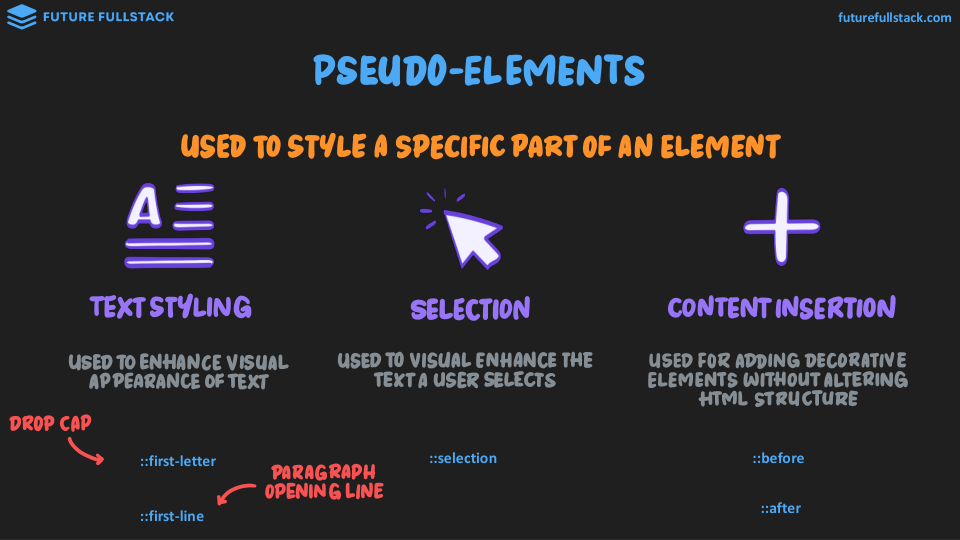 FUTURE FULLSTACK
futurefullstack.com
PSEUDO-ELEMENTS
USED TO STYLE A SPECIFIC PART OF AN ELEMENT
A
TEXT STYLING
USED TO ENHANCE VISUAL
APPEARANCE OF TEXT
DROP CAP
::first-letter
PARAGRAPH
OPENING LINE
::first-line
SELECTION
USED TO VISUAL ENHANCE THE
TEXT A USER SELECTS
::selection
CONTENT INSERTION
USED FOR ADDING DECORATIVE
ELEMENTS WITHOUT ALTERING
HTML STRUCTURE
::before
::after